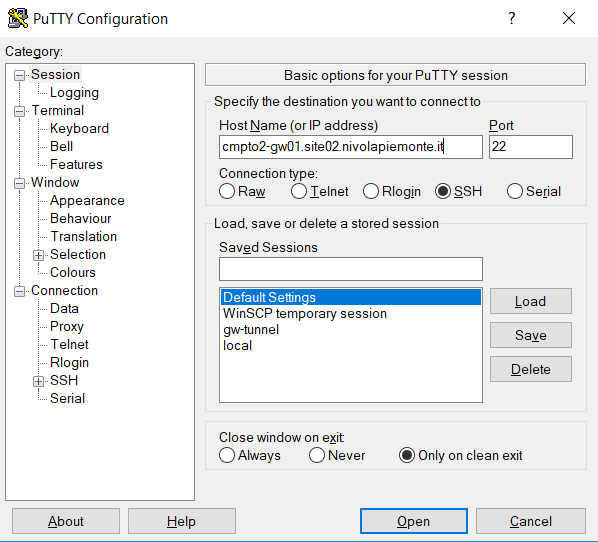 PuTTY Configuration
?
Category:
Session
Logging
Terminal
Keyboard
Bell
Features
Window
Appearance
Behaviour
Translation
Selection
Colours
Connection
Data
Proxy
Telnet
Rlogin
SSH
Serial
Basic options for your PuTTY session
Specify the destination you want to connect to
Host Name (or IP address) Port
cmpto2-gw01.site02.nivolapiemonte.it 22
Connection type:
Raw Telnet Rlogin SSH Serial
Load, save or delete a stored session
Saved Sessions
Default Settings
WinSCP temporary session
gw-tunnel
local
Load
Save
Delete
Close window on exit:
Always Never Only on clean exit
About Help Open Cancel